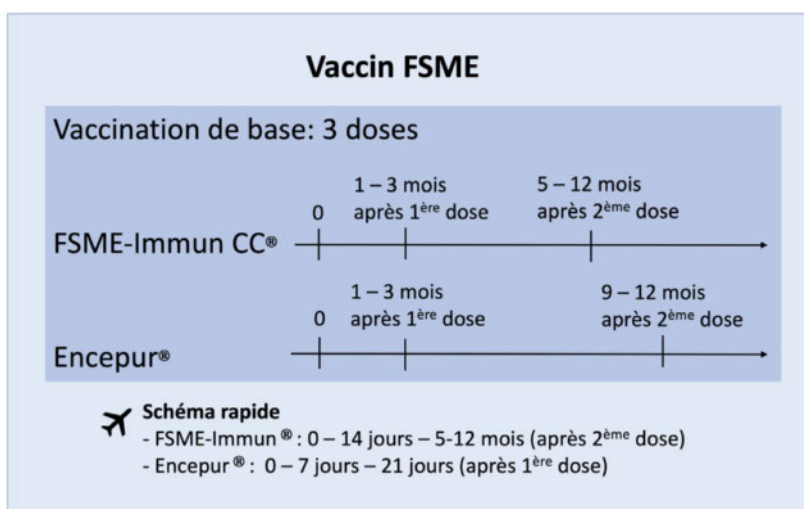 Vaccin FSME
Vaccination de base: 3 doses
1 – 3 mois
après 1ère dose
5 – 12 mois
après 2ème dose
0
FSME-Immun CC®
1 – 3 mois
après 1ère dose
9 – 12 mois
après 2ème dose
0
Encepur®
Schéma rapide
- FSME-Immun ® : 0 – 14 jours – 5-12 mois (après 2ème dose)
- Encepur ® : 0 – 7 jours – 21 jours (après 1ère dose)